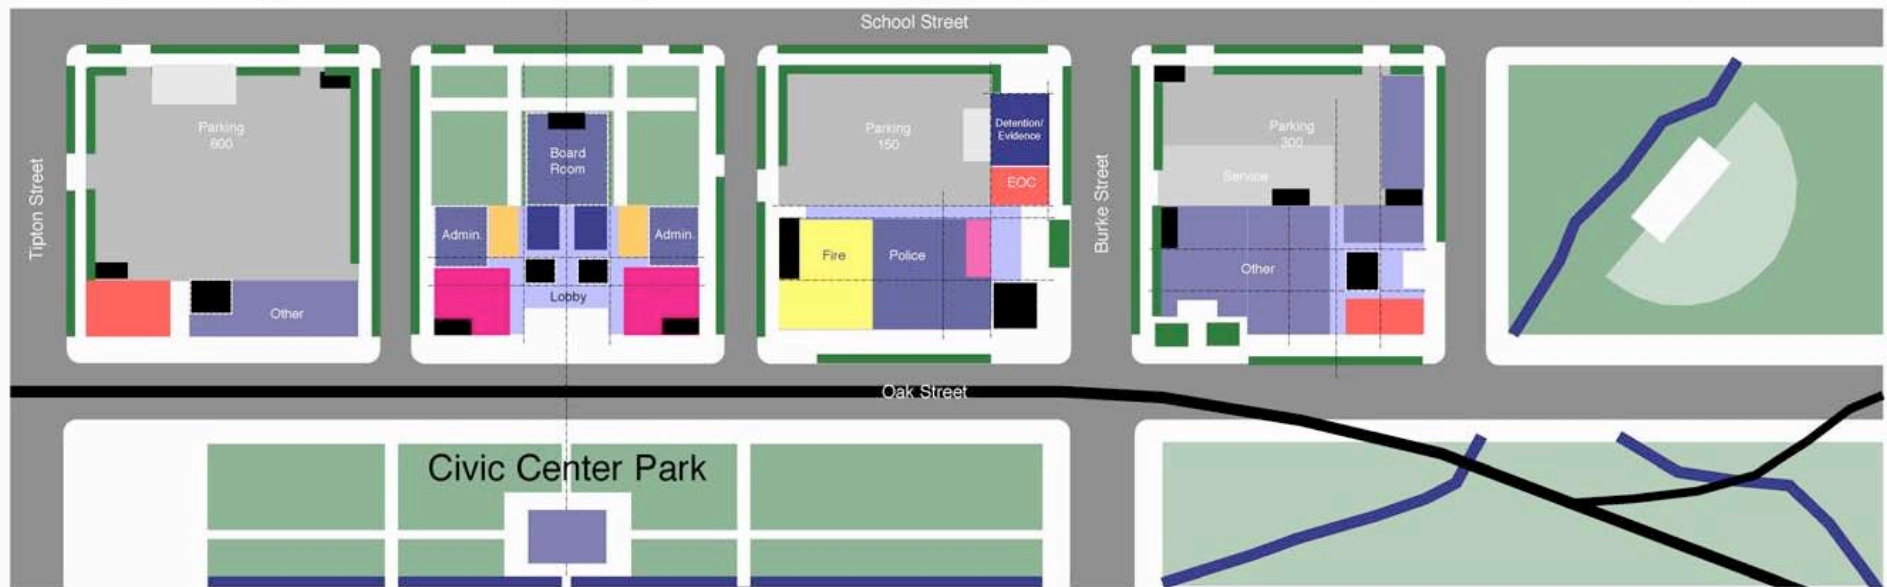 School Street
Tipton Street
Parking
600
Other
Board
Room
Admin.
Admin.
Lobby
Parking
150
Detention/
Evidence
EOC
Fire
Police
Burke Street
Parking
300
Service
Other
Oak Street
Civic Center Park